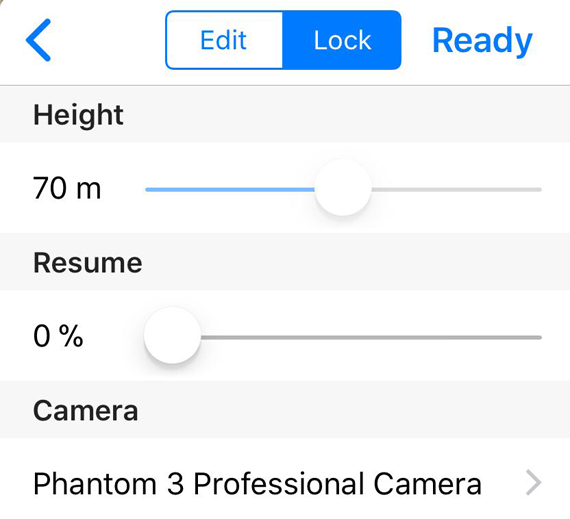 Edit Lock Ready
Height
70 m
Resume
0 %
Camera
Phantom 3 Professional Camera